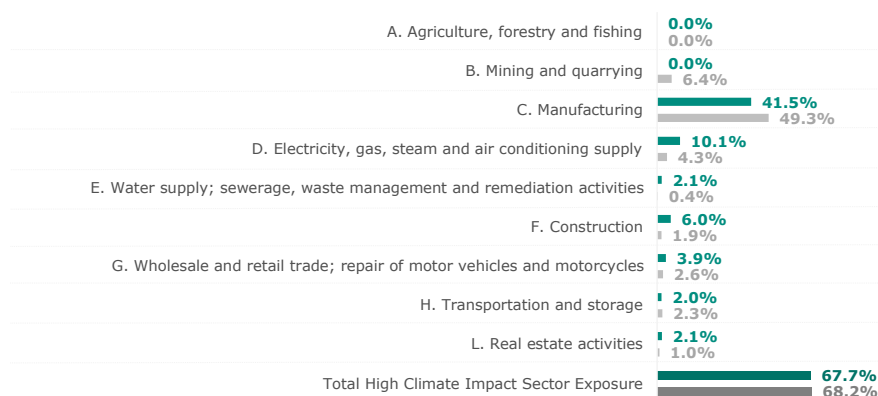 A. Agriculture, forestry and fishing
0.0%
0.0%
B. Mining and quarrying
0.0%
6.4%
C. Manufacturing
41.5%
49.3%
D. Electricity, gas, steam and air conditioning supply
10.1%
4.3%
E. Water supply; sewerage, waste management and remediation activities
2.1%
0.4%
F. Construction
6.0%
1.9%
G. Wholesale and retail trade; repair of motor vehicles and motorcycles
3.9%
2.6%
H. Transportation and storage
2.0%
2.3%
L. Real estate activities
2.1%
1.0%
Total High Climate Impact Sector Exposure
67.7%
68.2%